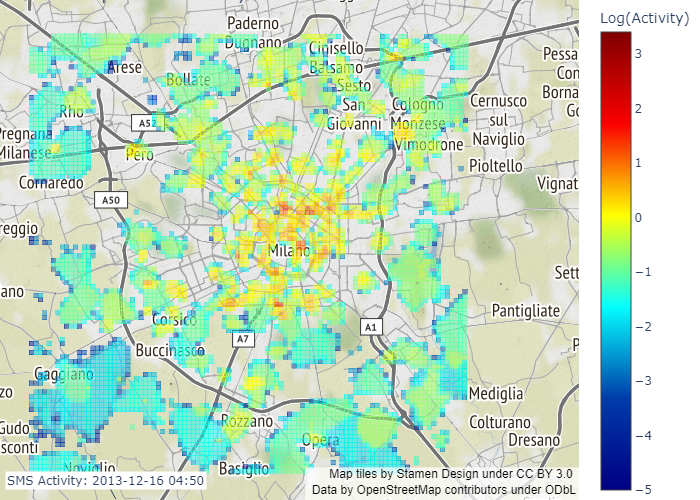 Paderno
Dugnano
Cinisello
Balsamo
Sesto
San
Giovanni
Arese
Bollate
Rho
A52
Pero
Pregnana
Milanese
Cornaredo
A50
Cologno
Monzese
Vimodrone
Cernusco
sul
Naviglio
Pioltello
Pessa
Borna
Vignat
Milano
reggio
ano
Sett
Pantigliate
Corsico
Buccinasco
A7
A1
Gaggiano
Rozzano
Opera
Mediglia
Colturano
Dresano
Gudo
sconti
Noviglio
Basiglio
SMS Activity: 2013-12-16 04:50
Map tiles by Stamen Design under CC BY 3.0
Data by OpenStreetMap contributors under ODbL
Log(Activity)
3
2
1
0
−1
−2
−3
−4
−5